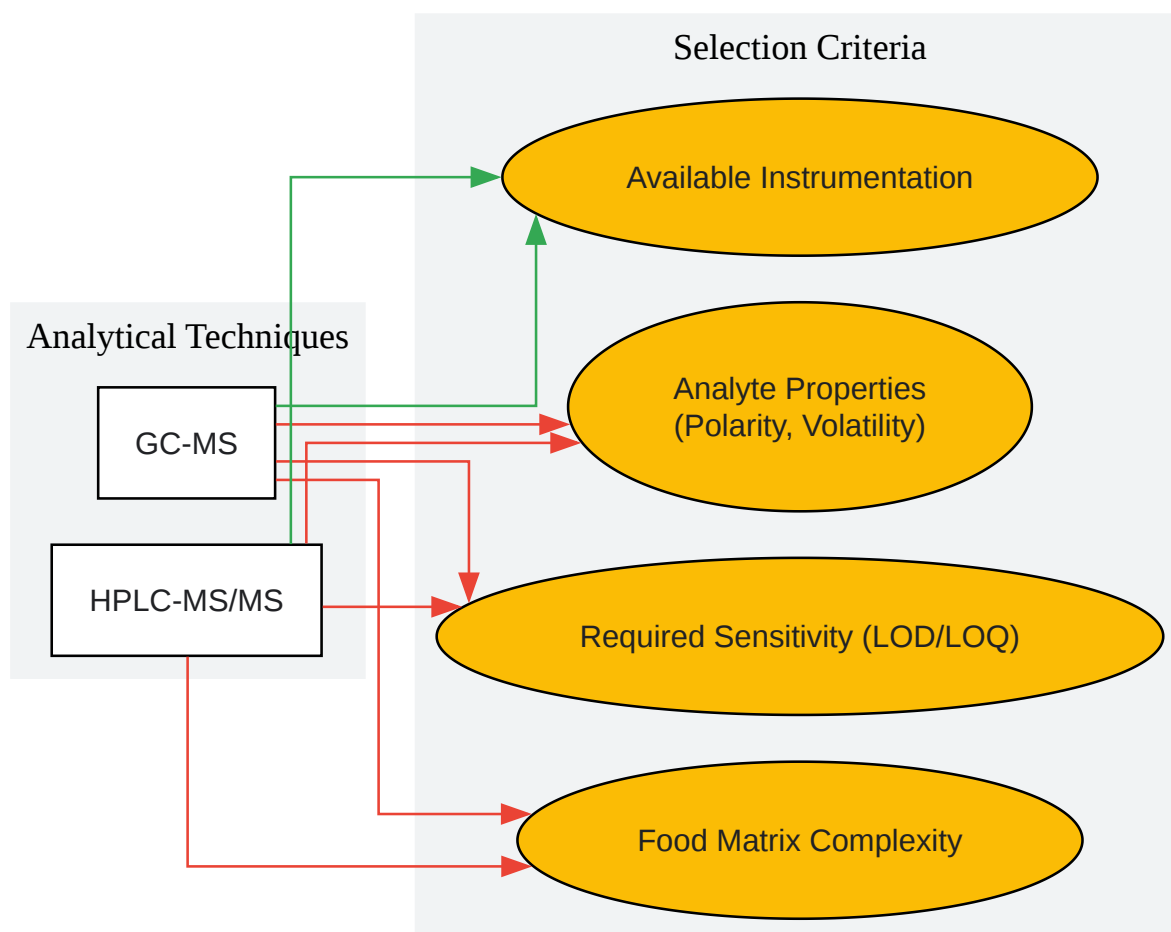 Selection Criteria
Available Instrumentation
Analytical Techniques
GC-MS
HPLC-MS/MS
Analyte Properties
(Polarity, Volatility)
Required Sensitivity (LOD/LOQ)
Food Matrix Complexity